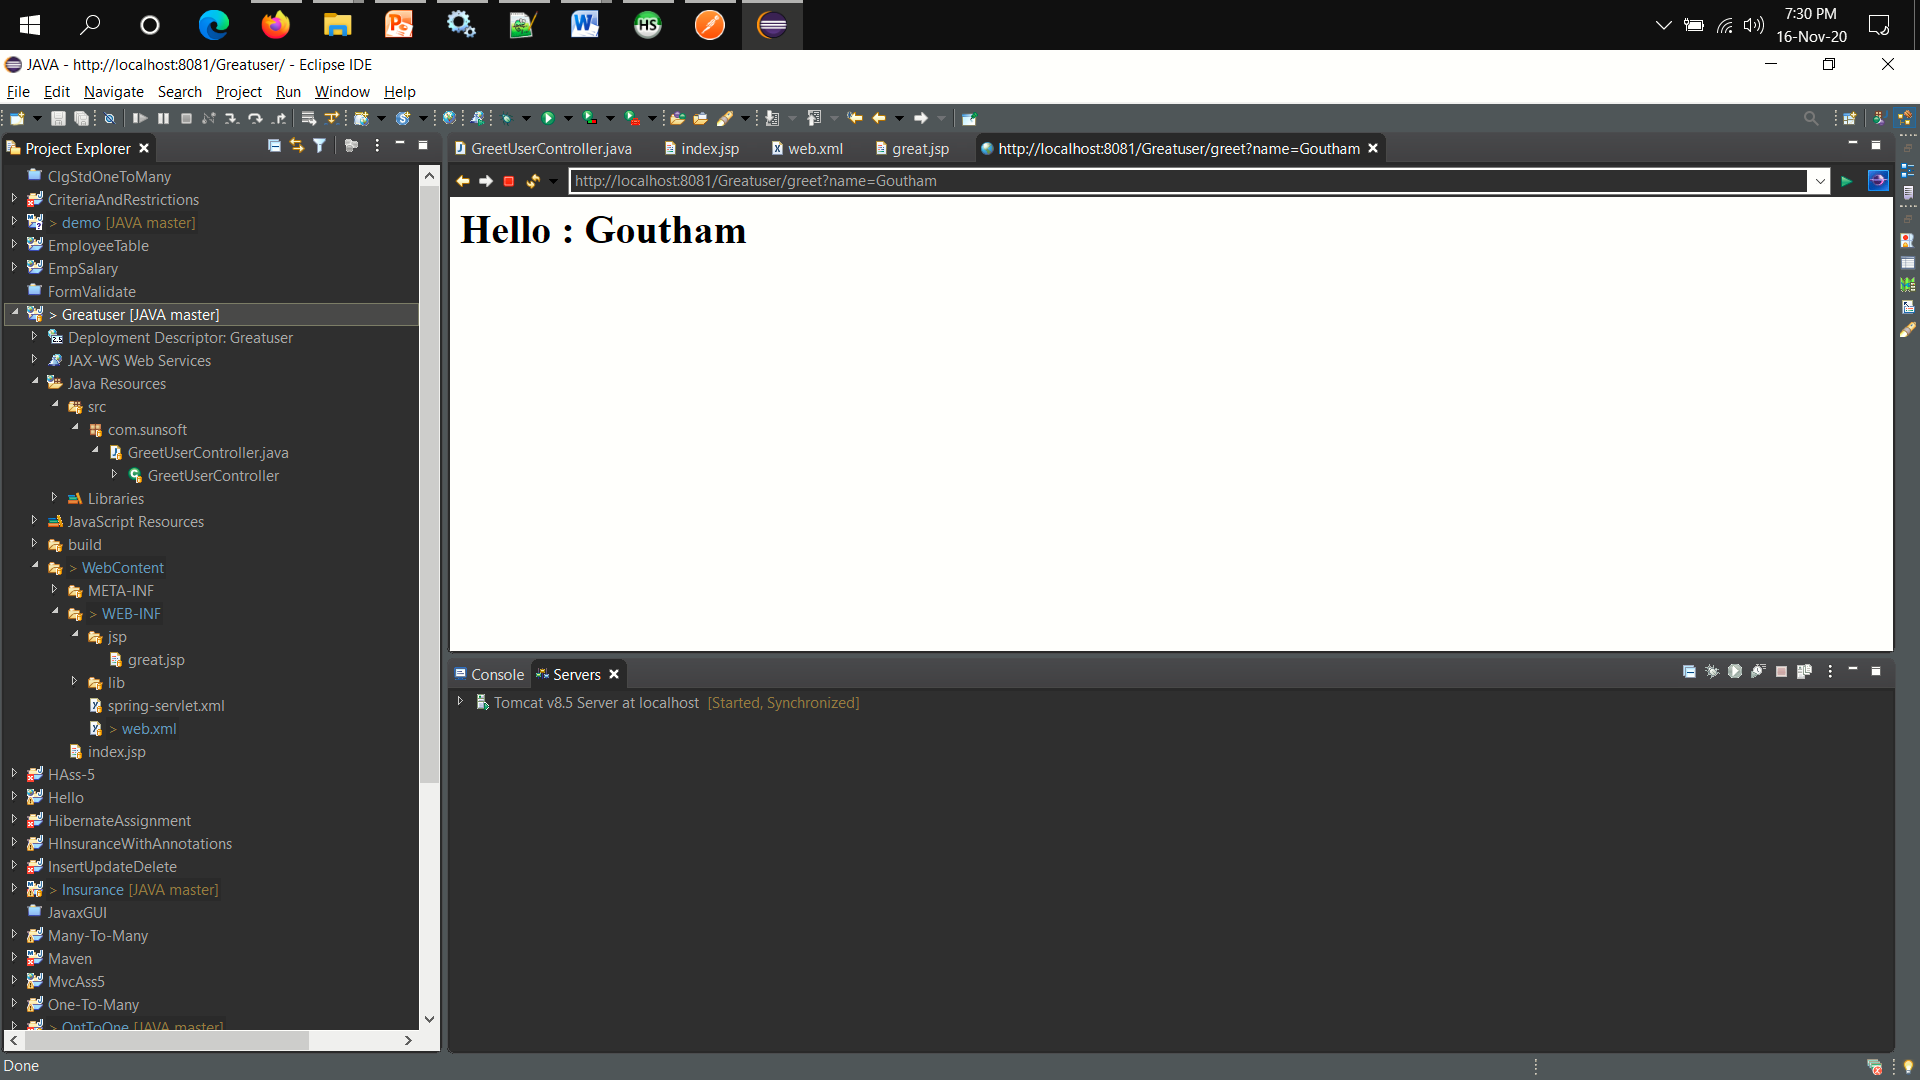 7:30 PM
16-Nov-20
JAVA - http://localhost:8081/Greatuser/ - Eclipse IDE
File Edit Navigate Search Project Run Window Help
Project Explorer
ClgStdOneToMany
CriteriaAndRestrictions
> demo [JAVA master]
EmployeeTable
EmpSalary
FormValidate
> Greatuser [JAVA master]
Deployment Descriptor: Greatuser
JAX-WS Web Services
Java Resources
src
com.sunsoft
GreetUserController.java
GreetUserController
Libraries
JavaScript Resources
build
> WebContent
META-INF
> WEB-INF
jsp
great.jsp
lib
spring-servlet.xml
> web.xml
index.jsp
HAss-5
Hello
HibernateAssignment
HInsuranceWithAnnotations
InsertUpdateDelete
> Insurance [JAVA master]
JavaxGUI
Many-To-Many
Maven
MvcAss5
One-To-Many
> OntToOne [JAVA master]
GreetUserController.java index.jsp web.xml great.jsp http://localhost:8081/Greatuser/greet?name=Goutham
http://localhost:8081/Greatuser/greet?name=Goutham
Hello : Goutham
Console Servers
Tomcat v8.5 Server at localhost [Started, Synchronized]
Done